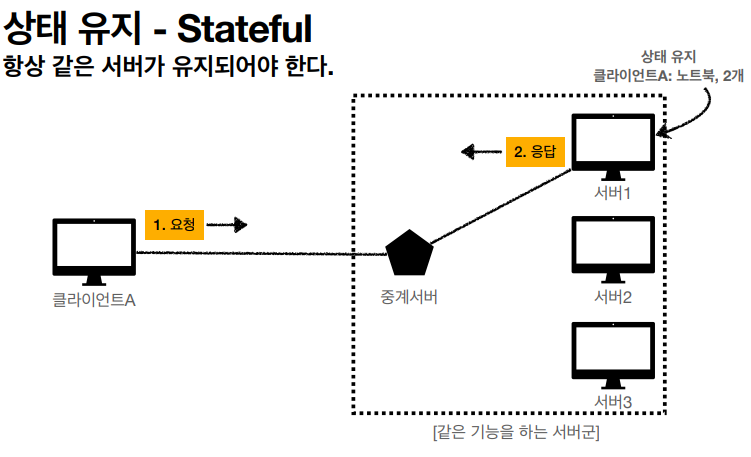 상태 유지 - Stateful
항상 같은 서버가 유지되어야 한다.
상태 유지
클라이언트A: 노트북, 2개
2. 응답
서버1
1. 요청
클라이언트A
중계서버
서버2
서버3
[같은 기능을 하는 서버군]